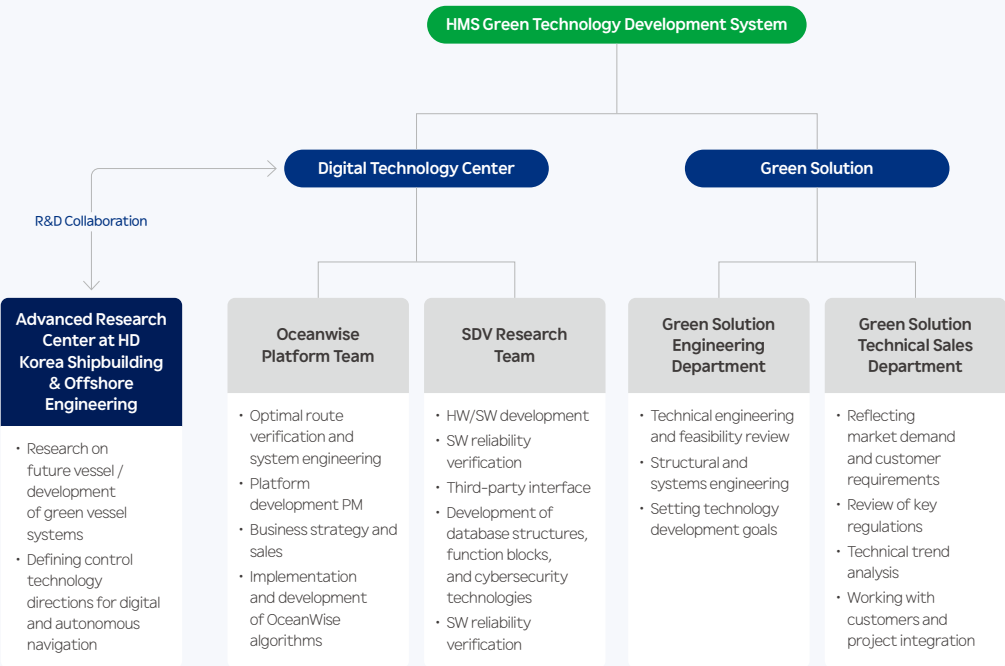 HMS Green Technology Development System
Digital Technology Center
Green Solution
R&D Collaboration
Advanced Research
Center at HD
Korea Shipbuilding
& Offshore
Engineering
• Research on
future vessel /
development
of green vessel
systems
• Defining control
technology
directions for digital
and autonomous
navigation
Oceanwise
Platform Team
• Optimal route
verification and
system engineering
• Platform
development PM
• Business strategy and
sales
• Implementation
and development
of OceanWise
algorithms
SDV Research
Team
• HW/SW development
• SW reliability
verification
• Third-party interface
• Development of
database structures,
function blocks,
and cybersecurity
technologies
• SW reliability
verification
Green Solution
Engineering
Department
• Technical engineering
and feasibility review
• Structural and
systems engineering
• Setting technology
development goals
Green Solution
Technical Sales
Department
• Reflecting
market demand
and customer
requirements
• Review of key
regulations
• Technical trend
analysis
• Working with
customers and
project integration